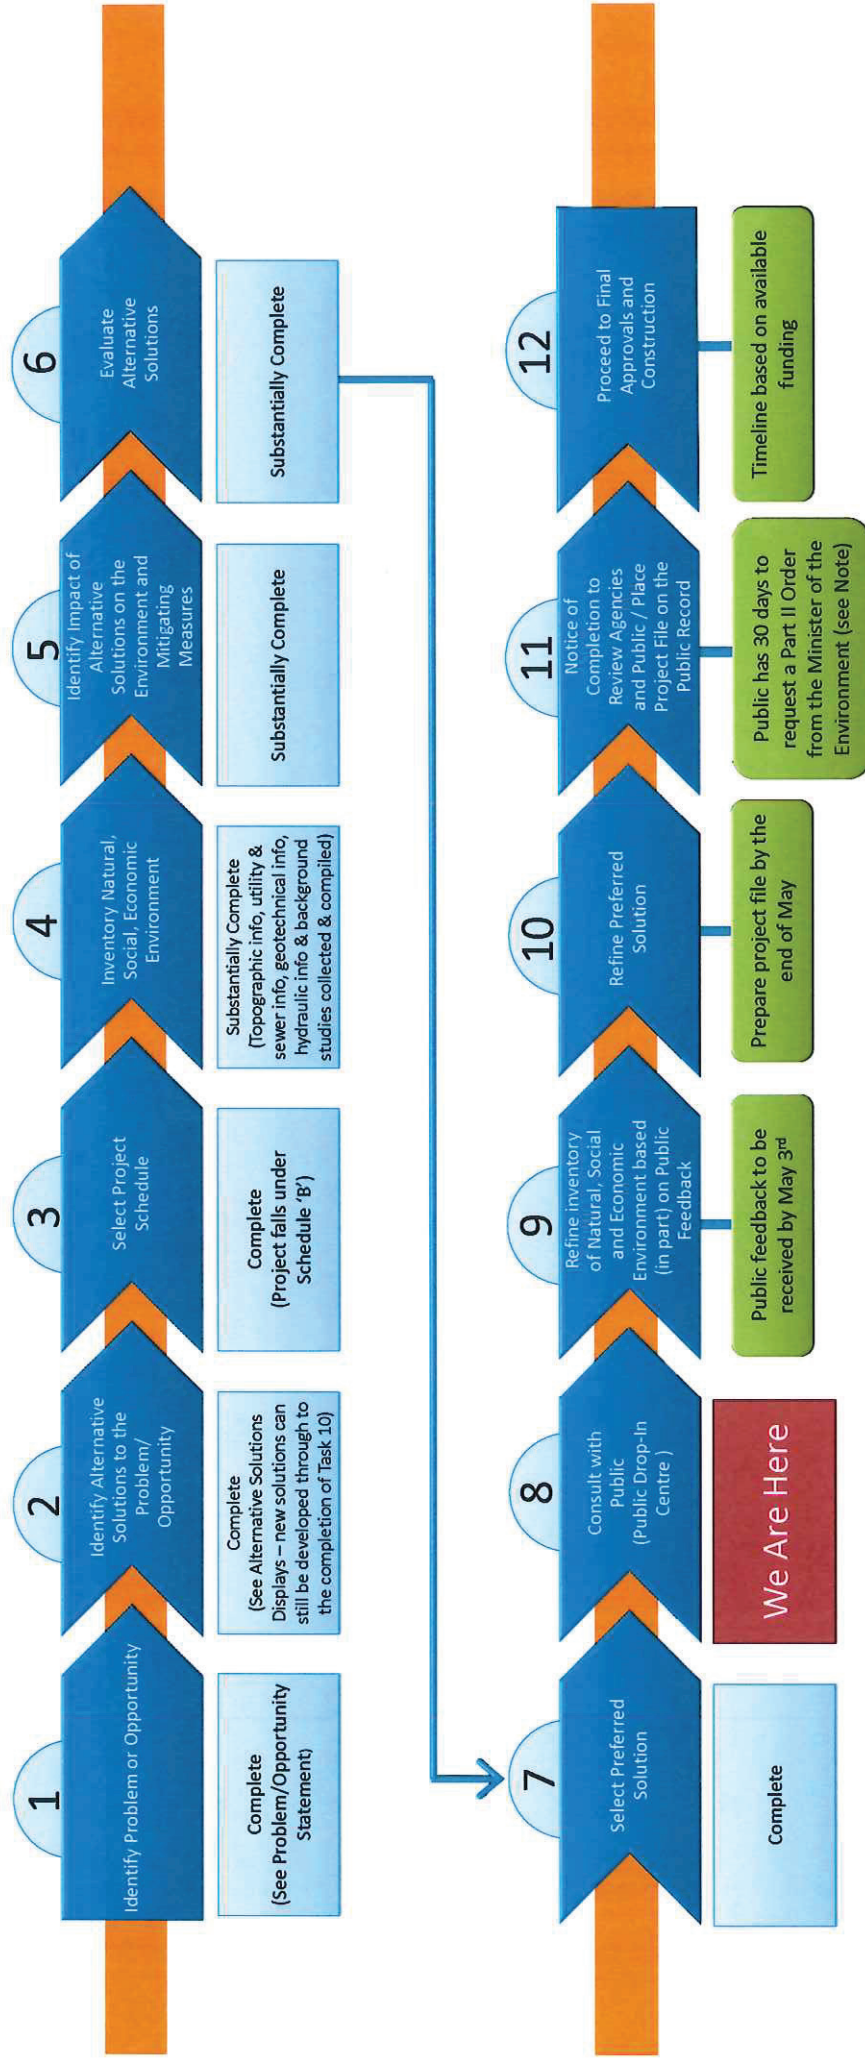 1
Identify Problem or Opportunity
Complete
(See Problem/Opportunity
Statement)
2
Identify Alternative
Solutions to the
Problem/
Opportunity
Complete
(See Alternative Solutions
Displays – new solutions can
still be developed through to
the completion of Task 10)
3
Select Project
Schedule
Complete
(Project falls under
Schedule ‘B’)
4
Inventory Natural,
Social, Economic
Environment
Substantially Complete
(Topographic info, utility &
sewer info, geotechnical info,
hydraulic info & background
studies collected & compiled)
5
Identify Impact of
Alternative
Solutions on the
Environment and
Mitigating
Measures
Substantially Complete
6
Evaluate
Alternative
Solutions
Substantially Complete
7
Select Preferred
Solution
Complete
8
Consult with
Public
(Public Drop-In
Centre )
We Are Here
9
Refine inventory
of Natural, Social
and Economic
Environment based
(in part) on Public
Feedback
Public feedback to be
received by May 3rd
10
Refine Preferred
Solution
Prepare project file by the
end of May
11
Notice of
Completion to
Review Agencies
and Public / Place
Project File on the
Public Record
Public has 30 days to
request a Part II Order
from the Minister of the
Environment (see Note)
12
Proceed to Final
Approvals and
Construction
Timeline based on available
funding